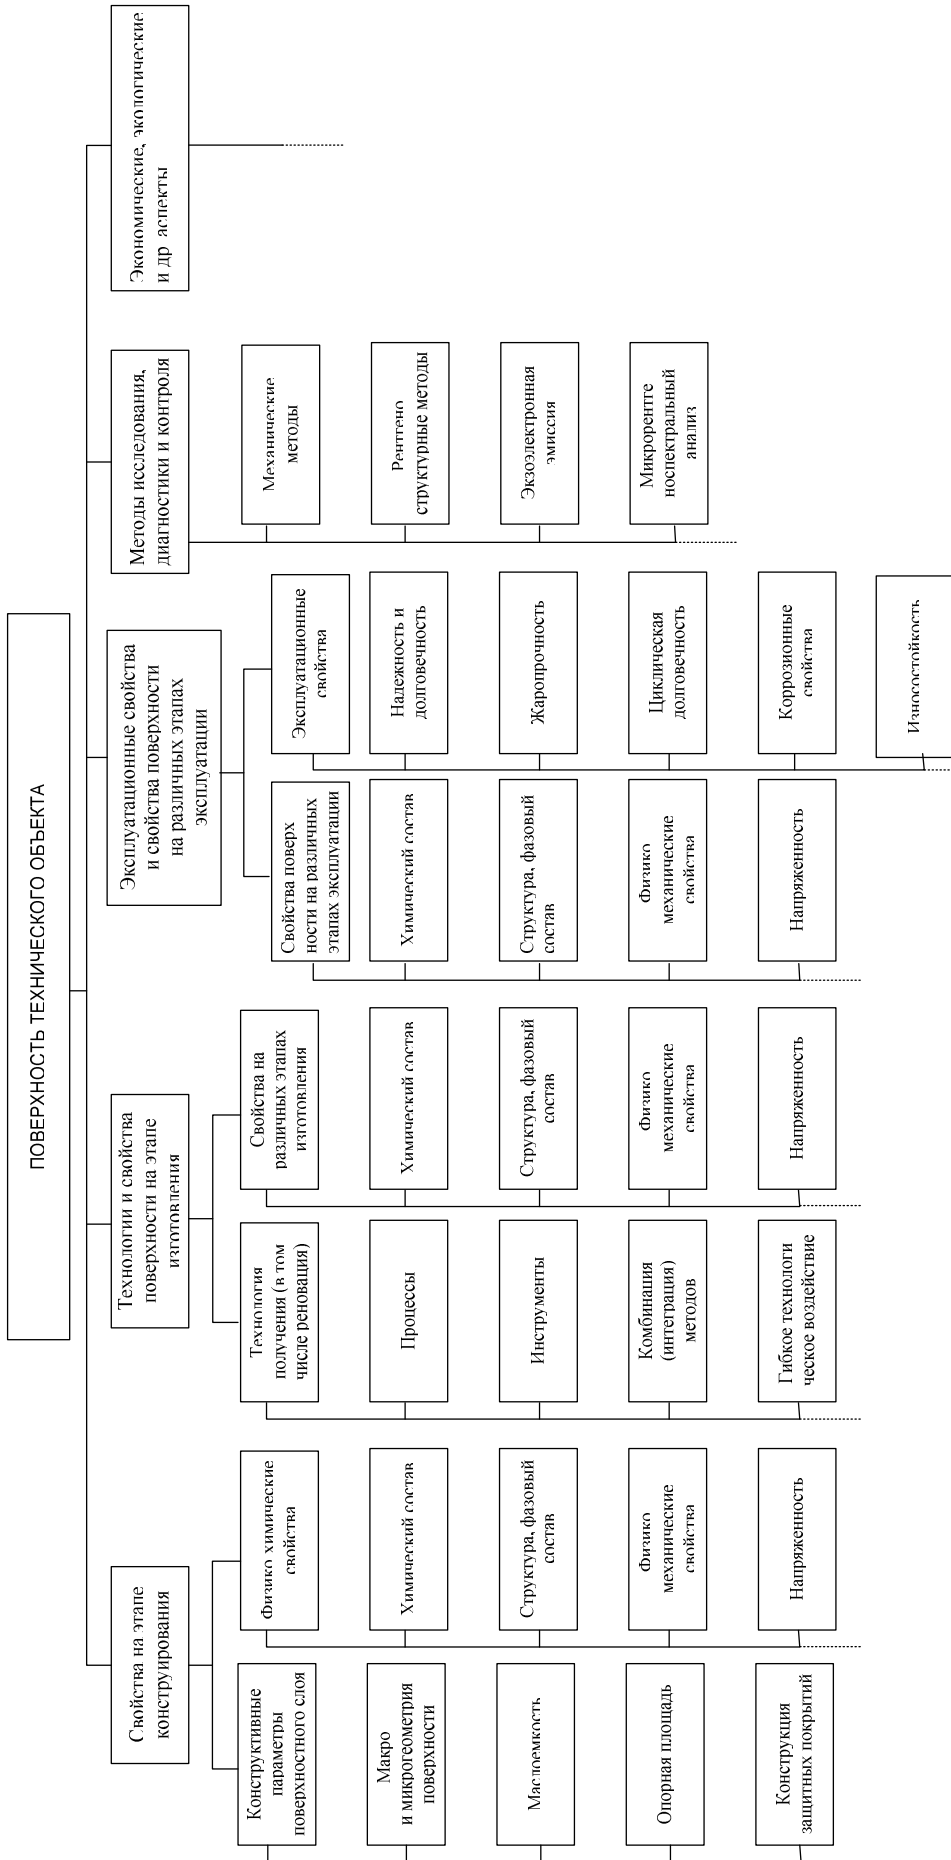 ПОВЕРХНОСТЬ ТЕХНИЧЕСКОГО ОБЪЕКТА
Свойства на этапе
конструирования
Конструктивные
параметры
поверхностного слоя
Макро
и микрогеометрия
поверхности
Маслоемкость
Опорная площадь
Конструкция
защитных покрытий
Физико химические
свойства
Химический состав
Структура, фазовый
состав
Физико
механические
свойства
Напряженность
Технологии и свойства
поверхности на этапе
изготовления
Технология
получения (в том
числе реновация)
Процессы
Инструменты
Комбинация
(интеграция)
методов
Гибкое технологи
ческое воздействие
Свойства на
различных этапах
изготовления
Химический состав
Структура, фазовый
состав
Физико
механические
свойства
Напряженность
Эксплуатационные свойства
и свойства поверхности
на различных этапах
эксплуатации
Свойства поверх
ности на различных
этапах эксплуатации
Химический состав
Структура, фазовый
состав
Физико
механические
свойства
Напряженность
Эксплуатационные
свойства
Надежность и
долговечность
Жаропрочность
Циклическая
долговечность
Коррозионные
свойства
Износостойкость
Методы исследования,
диагностики и контроля
Механические
методы
Рентгено
структурные методы
Экзоэлектронная
эмиссия
Микрорентге
носпектральный
анализ
Экономические, экологические
и др аспекты